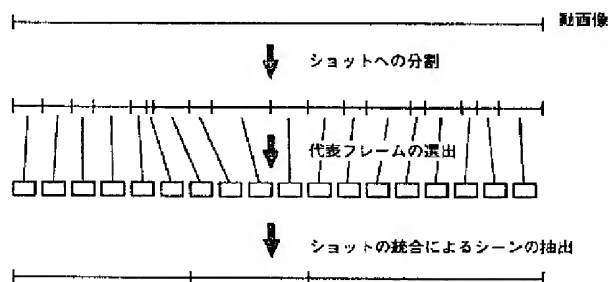 動画像
ショットへの分割
代表フレームの選出
ショットの統合によるシーンの抽出